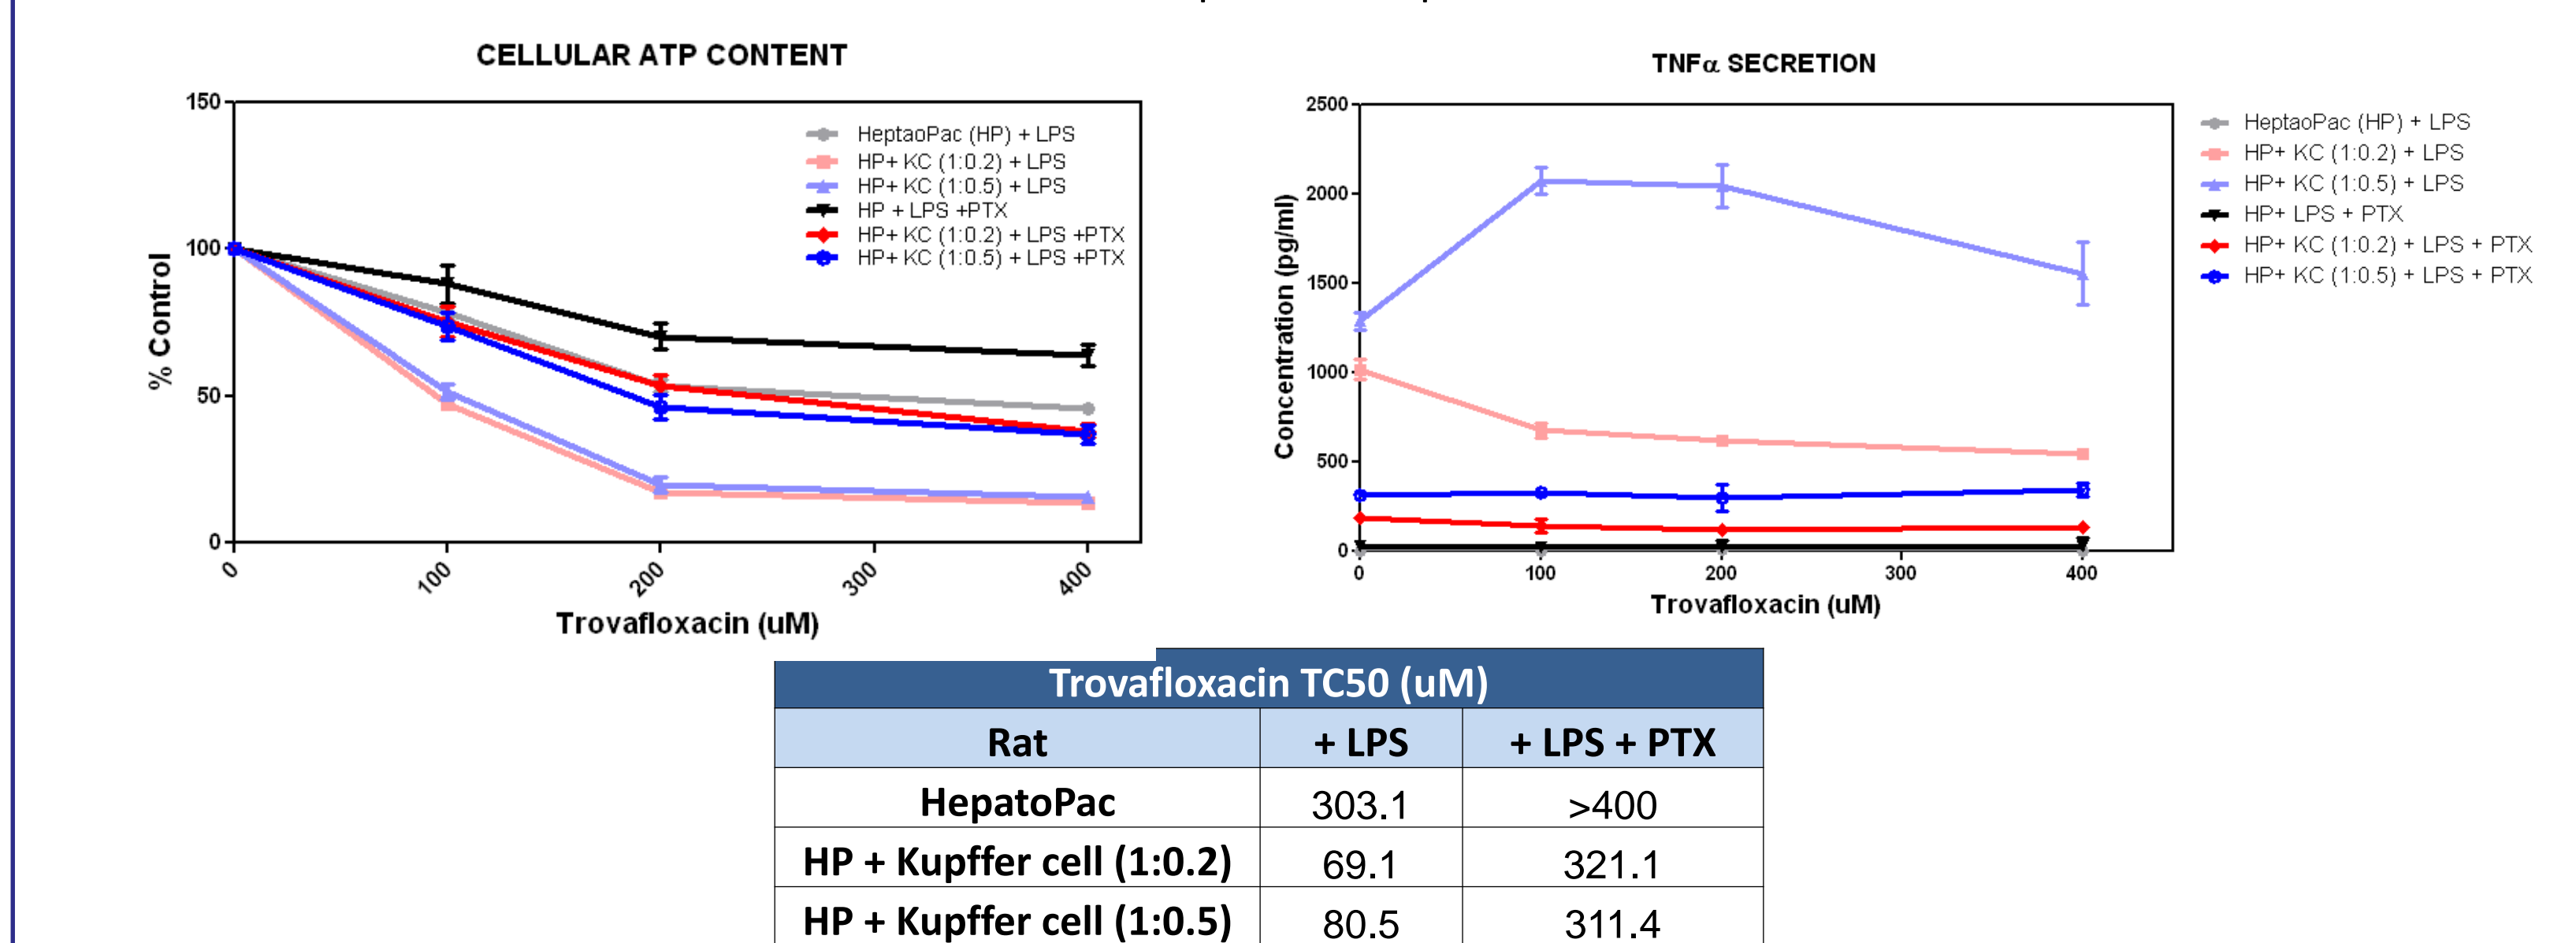 CELLULAR ATP CONTENT
150
100
50
0
% Control
HeptaoPac (HP) + LPS
HP+ KC (1:0.2) + LPS
HP+ KC (1:0.5) + LPS
HP + LPS +PTX
HP+ KC (1:0.2) + LPS +PTX
HP+ KC (1:0.5) + LPS +PTX
0 100 200 300 400
Trovafloxacin (uM)
TNFα SECRETION
2500
2000
1500
1000
500
0
Concentration (pg/ml)
0 100 200 300 400
Trovafloxacin (uM)
HeptaoPac (HP) + LPS
HP+ KC (1:0.2) + LPS
HP+ KC (1:0.5) + LPS
HP+ LPS + PTX
HP+ KC (1:0.2) + LPS + PTX
HP+ KC (1:0.5) + LPS + PTX
Trovafloxacin TC50 (uM)
Rat + LPS + LPS + PTX
HepatoPac 303.1 >400
HP + Kupffer cell (1:0.2) 69.1 321.1
HP + Kupffer cell (1:0.5) 80.5 311.4